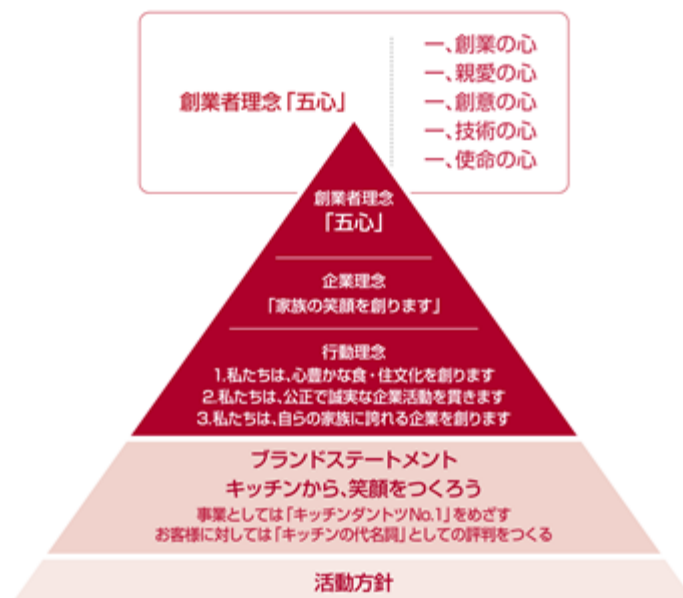 創業者理念「五心」
一、創業の心
一、親愛の心
一、創意の心
一、技術の心
一、使命の心
創業者理念
「五心」
企業理念
「家族の笑顔を創ります」
行動理念
1.私たちは、心豊かな食・住文化を創ります
2.私たちは、公正で誠実な企業活動を貫きます
3.私たちは、自らの家族に誇れる企業を創ります
ブランドステートメント
キッチンから、笑顔をつくろう
事業としては「キッチンダントツNo.1」をめざす
お客様に対しては「キッチンの代名詞」としての評判をつくる
活動方針